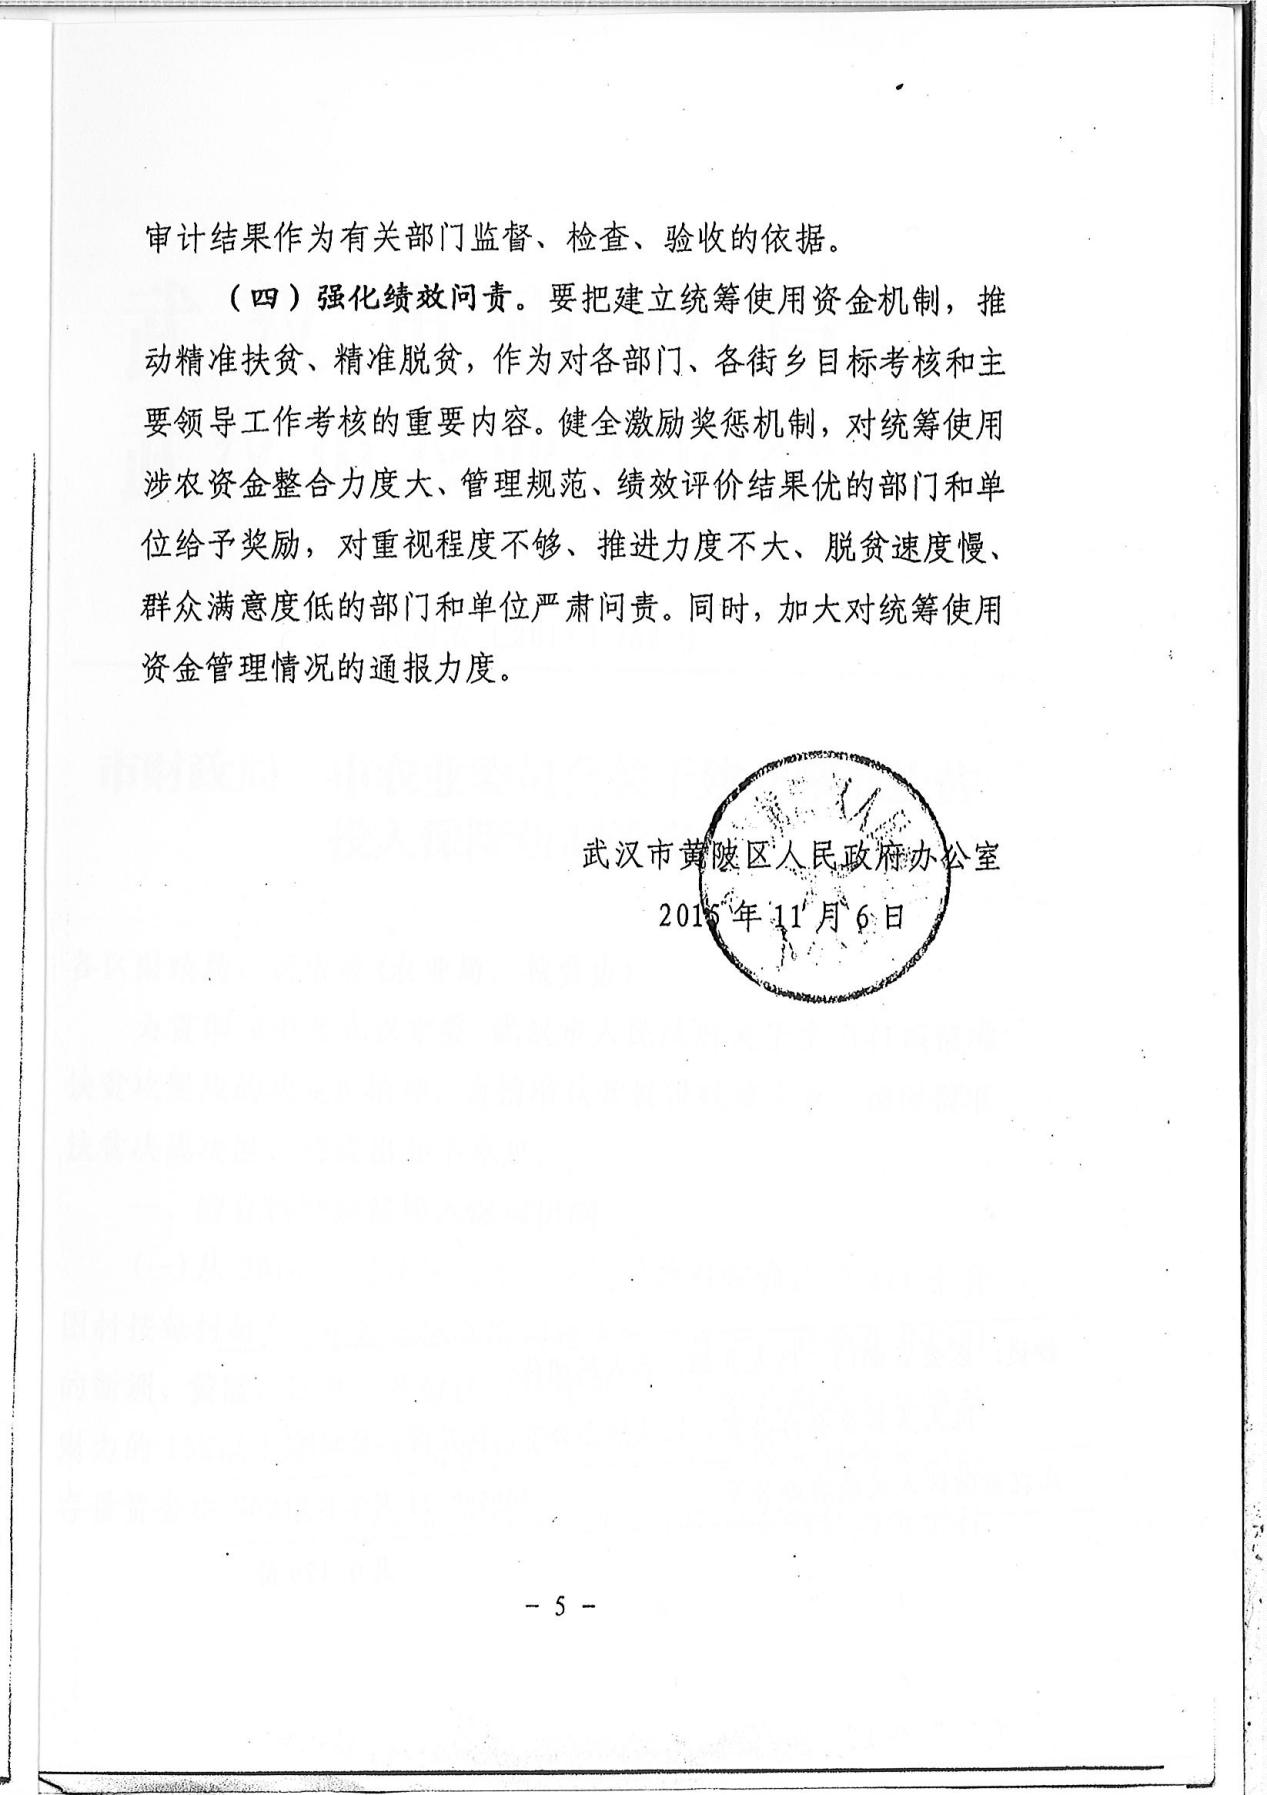 审计结果作为有关部门监督、检查、验收的依据。
（四）强化绩效问责。要把建立统筹使用资金机制，推
动精准扶贫、精准脱贫，作为对各部门、各街乡目标考核和主
要领导工作考核的重要内容。健全激励奖惩机制，对统筹使用
涉农资金整合力度大、管理规范、绩效评价结果优的部门和单
位给予奖励，对重视程度不够、推进力度不大、脱贫速度慢、
群众满意度低的部门和单位严肃问责。同时，加大对统筹使用
资金管理情况的通报力度。
武汉市黄陂区人民政府办公室
2015年11月6日
- 5 -